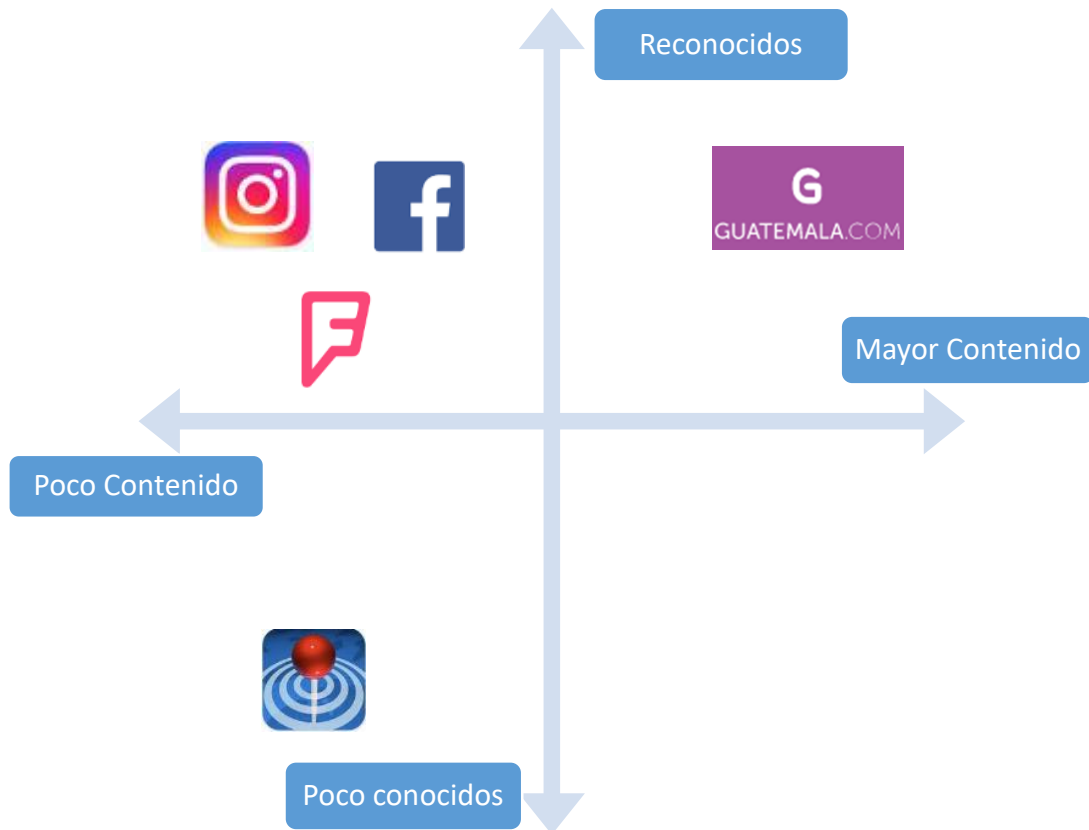 Reconocidos
G
GUATEMALA.COM
Mayor Contenido
Poco Contenido
Poco conocidos